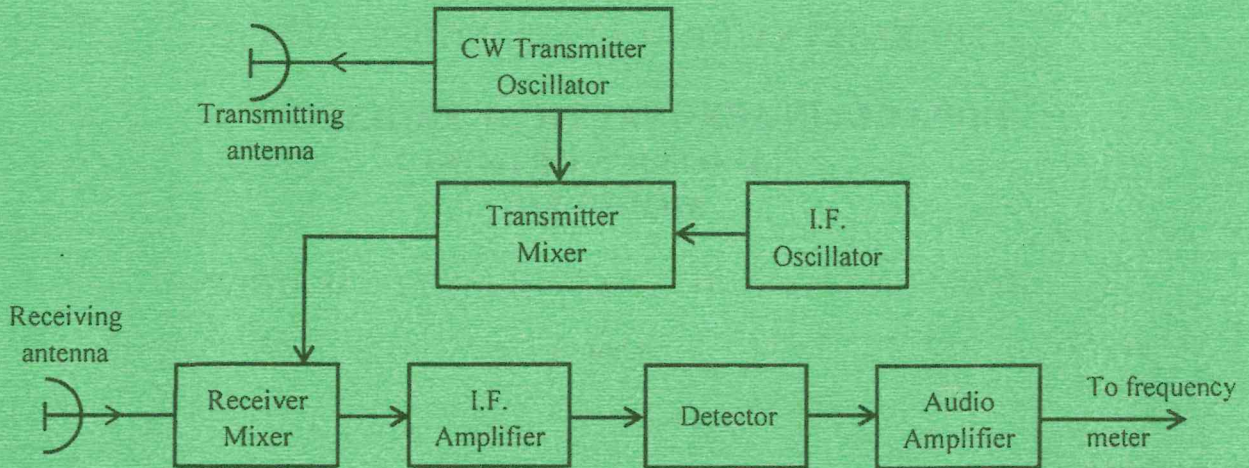 CW Transmitter
Oscillator
Transmitting
antenna
Transmitter
Mixer
I.F.
Oscillator
Receiving
antenna
Receiver
Mixer
I.F.
Amplifier
Detector
Audio
Amplifier
To frequency
meter